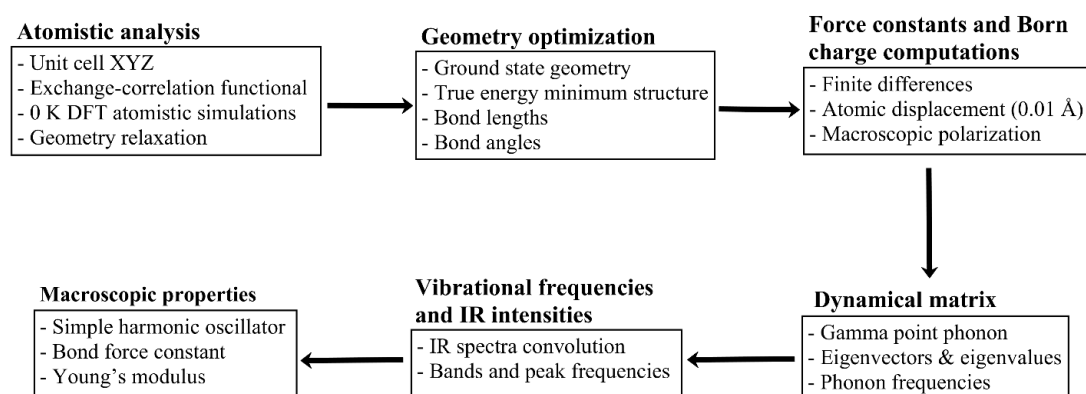 Atomistic analysis
- Unit cell XYZ
- Exchange-correlation functional
- 0 K DFT atomistic simulations
- Geometry relaxation
Geometry optimization
- Ground state geometry
- True energy minimum structure
- Bond lengths
- Bond angles
Force constants and Born
charge computations
- Finite differences
- Atomic displacement (0.01 Å)
- Macroscopic polarization
Dynamical matrix
- Gamma point phonon
- Eigenvectors & eigenvalues
- Phonon frequencies
Vibrational frequencies
and IR intensities
- IR spectra convolution
- Bands and peak frequencies
Macroscopic properties
- Simple harmonic oscillator
- Bond force constant
- Young's modulus